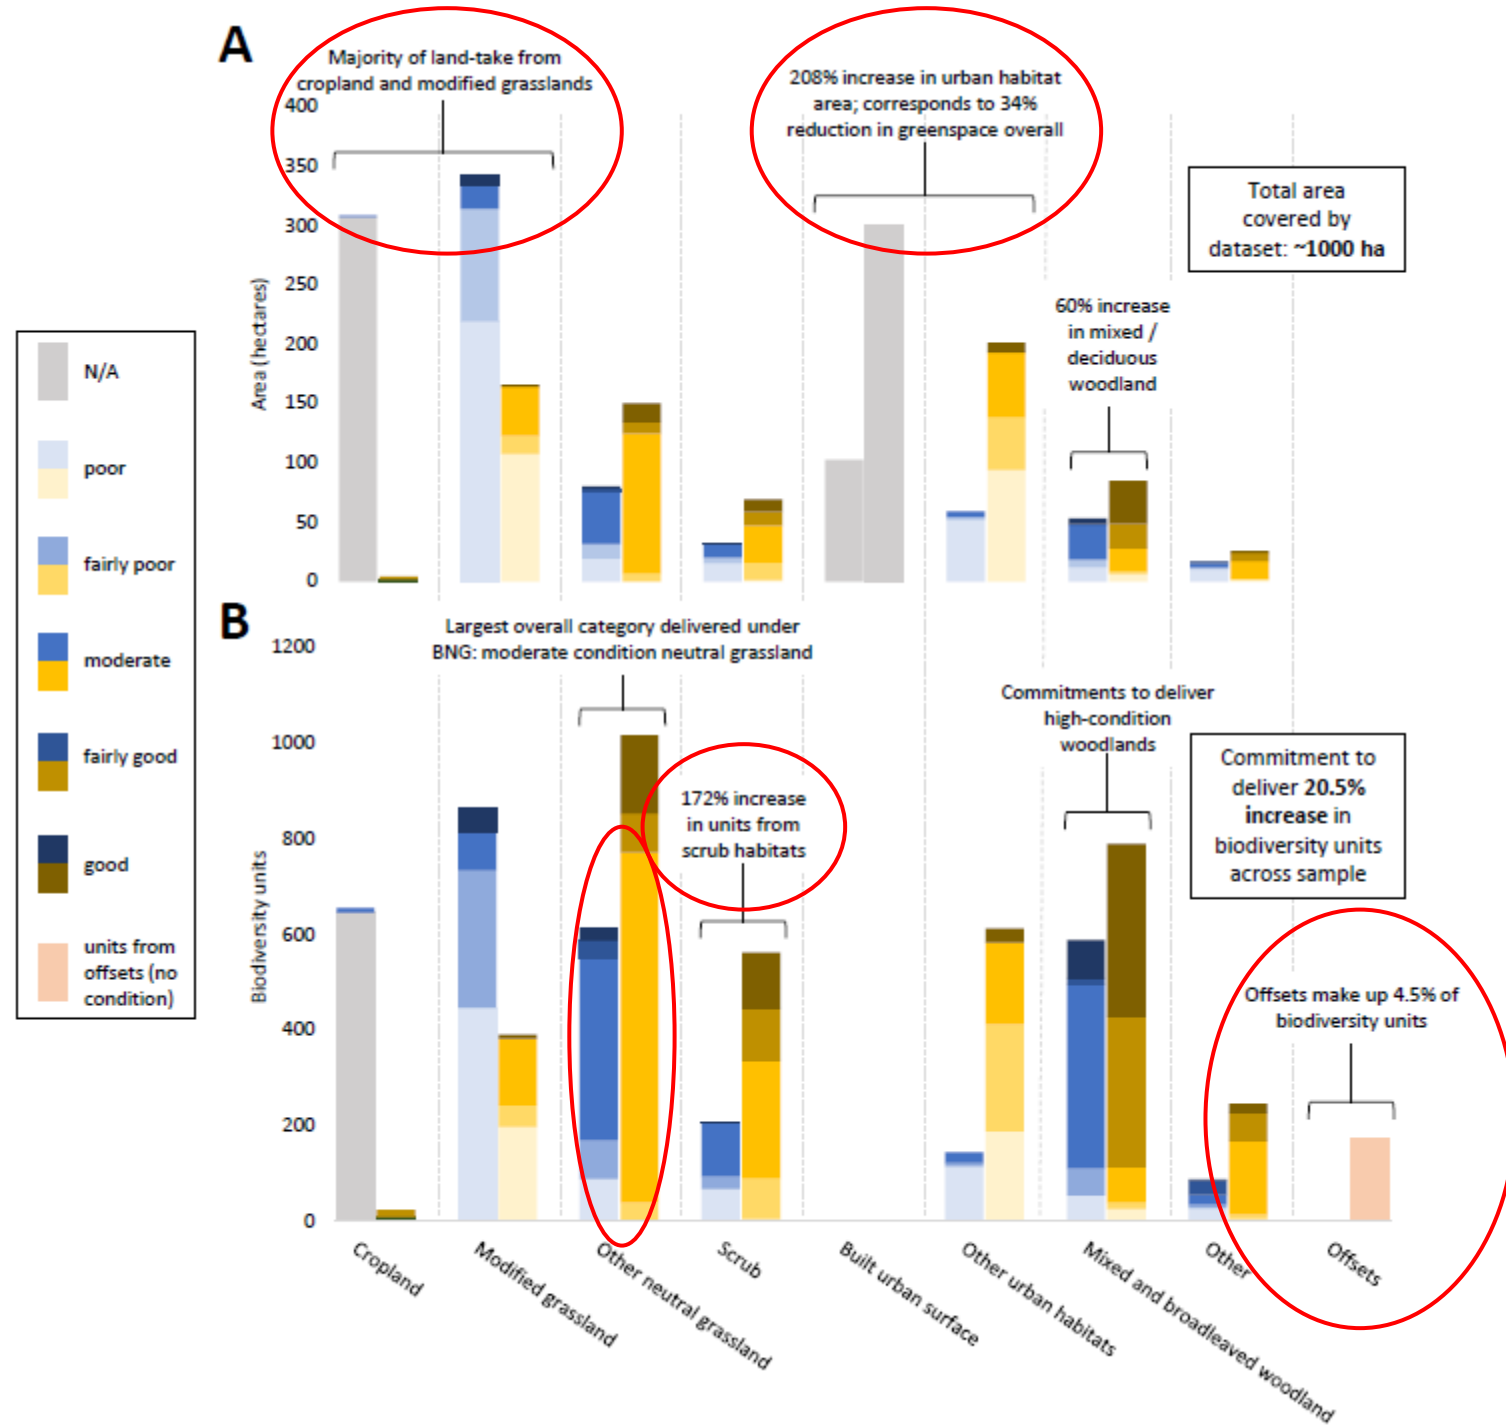 A
Majority of land-take from
cropland and modified grasslands
208% increase in urban habitat
area; corresponds to 34%
reduction in greenspace overall
Total area
covered by
dataset: ~1000 ha
60% increase
in mixed /
deciduous
woodland
Area (hectares)
400
350
300
250
200
150
100
50
0
N/A
poor
fairly poor
moderate
fairly good
good
units from
offsets (no
condition)
B
Largest overall category delivered under
BNG: moderate condition neutral grassland
Commitments to deliver
high-condition
woodlands
Commitment to
deliver 20.5%
increase in
biodiversity units
across sample
172% increase
in units from
scrub habitats
Offsets make up 4.5% of
biodiversity units
Biodiversity units
1200
1000
800
600
400
200
0
Cropland
Modified grassland
Other neutral grassland
Scrub
Built urban surface
Other urban habitats
Mixed and broadleaved woodland
Other
Offsets